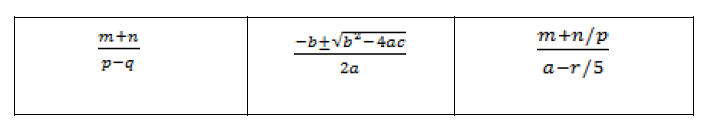 m+n
p−q
−b±√b²−4ac
2a
m+n/p
a−r/5